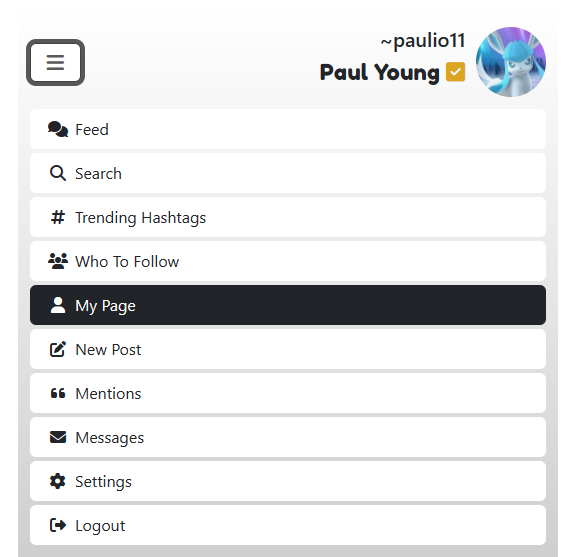 ~paulio11
Paul Young
Feed
Search
# Trending Hashtags
Who To Follow
My Page
New Post
Mentions
Messages
Settings
Logout